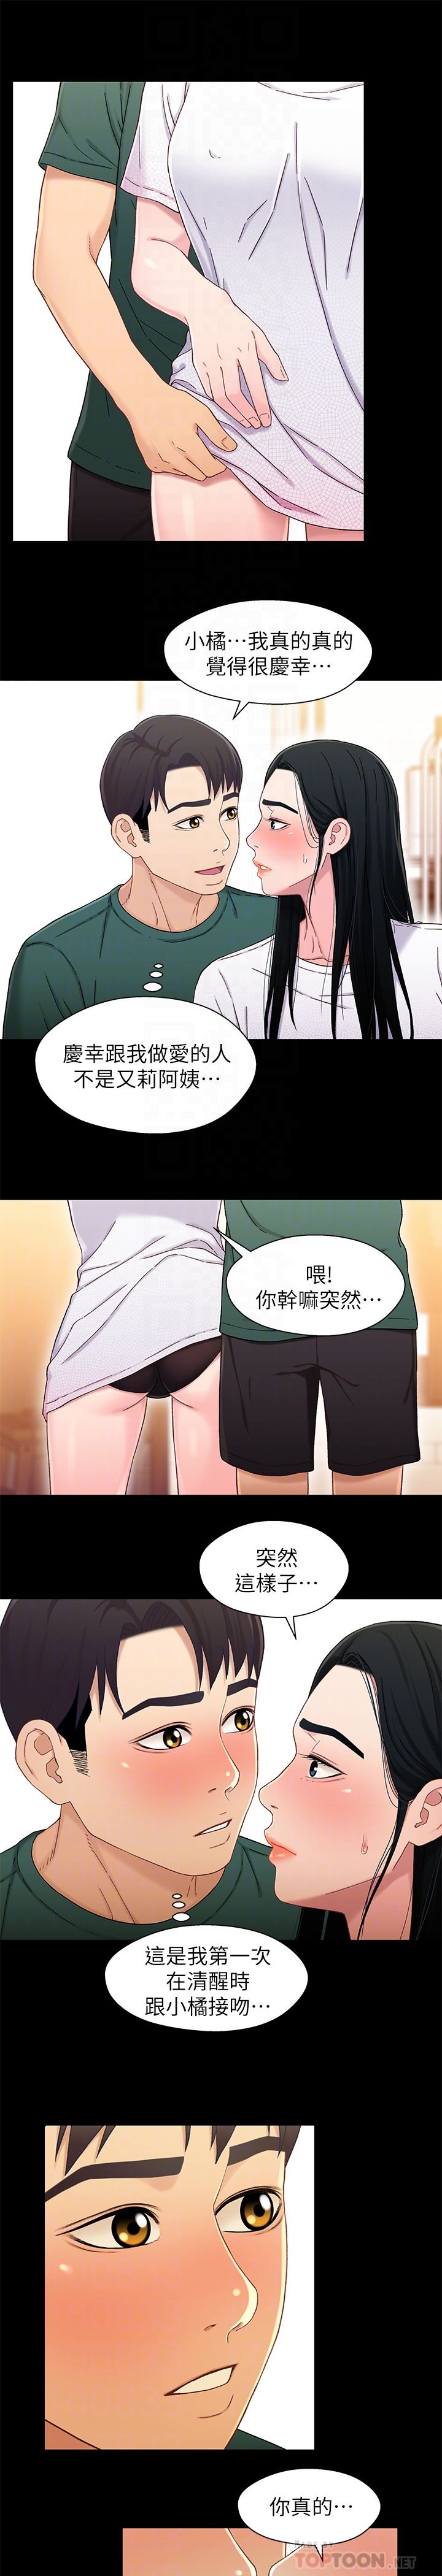 小橘…我真的真的
覺得很慶幸…
慶幸跟我做愛的人
不是又莉阿姨…
喂!
你幹嘛突然…
突然
這樣子…
這是我第一次
在清醒時
跟小橘接吻…
你真的…
MADE BY
TOPTOON.NET